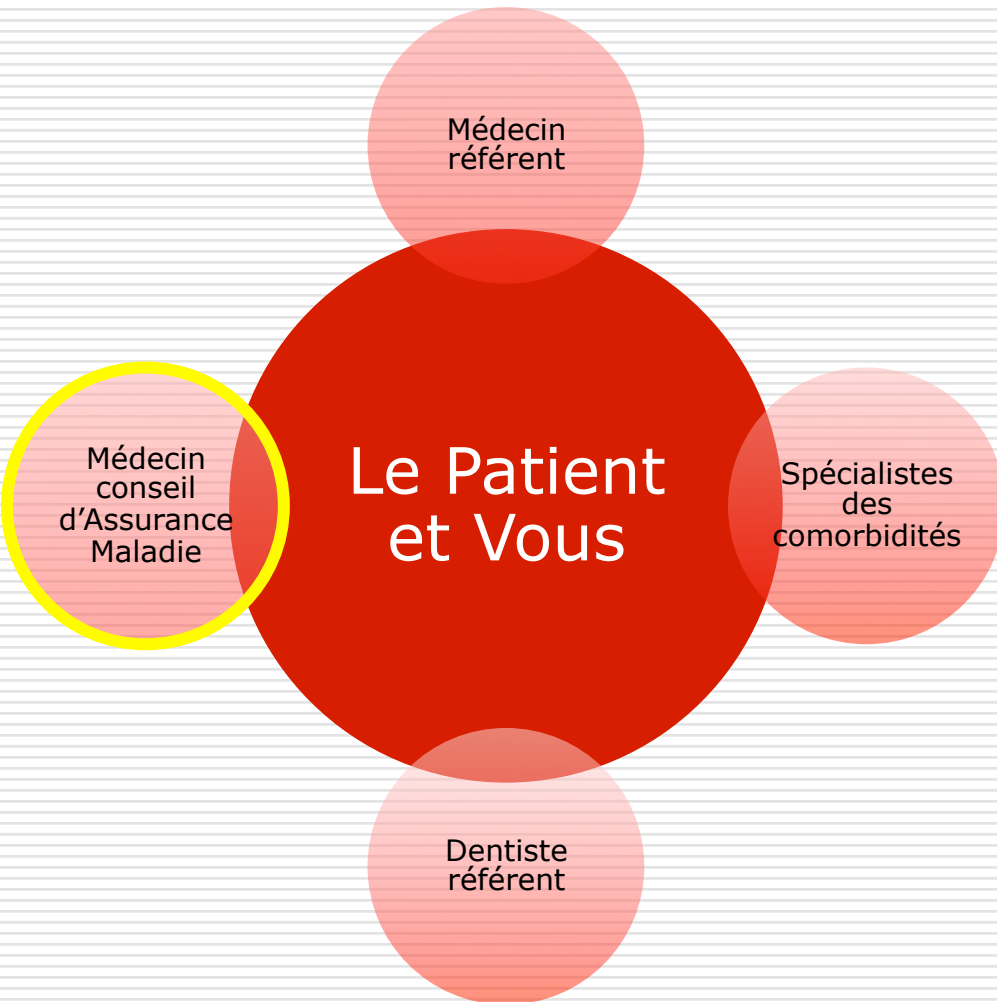 Médecin
référent
Médecin
conseil
d’Assurance
Maladie
Le Patient
et Vous
Spécialistes
des
comorbidités
Dentiste
référent